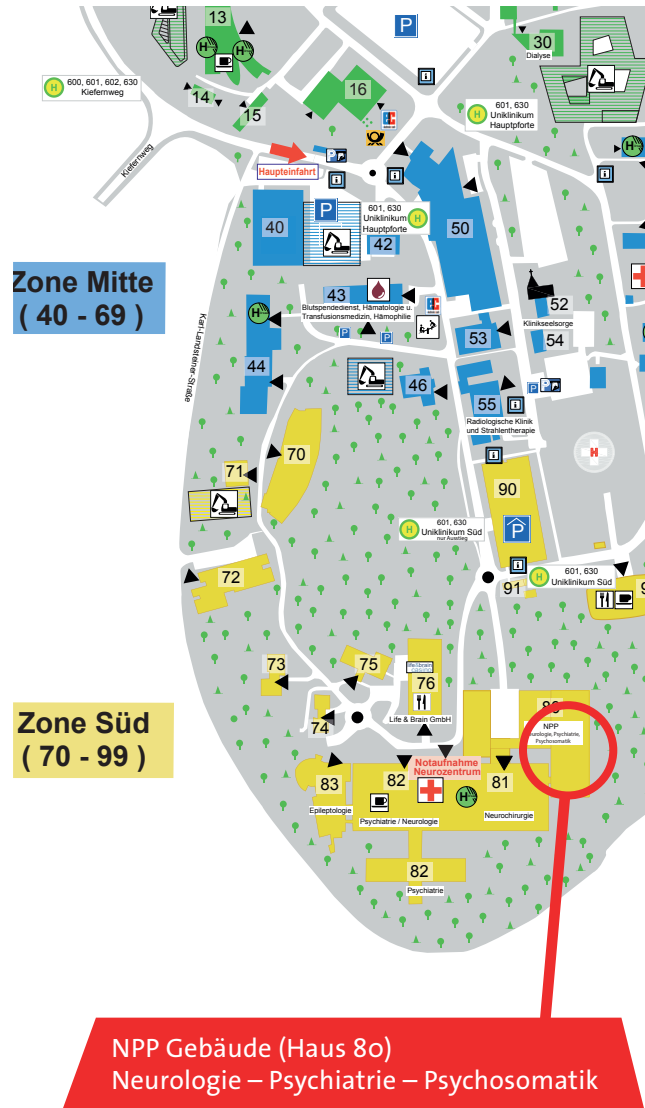 13
H
H
P
30
Dialyse
H 600, 601, 602, 630
Kiefernweg
14
15
16
i
H 601, 630
Uniklinikum
Hauptpforte
Kiefernweg
Haupteinfahrt
P
i
i
i
H
40
P
601, 630
Uniklinikum
Hauptpforte
H
42
50
Zone Mitte
( 40 - 69 )
43
Blutspendedienst, Hämatologie u.
Transfusionsmedizin, Hämophilie
52
Klinikseelsorge
53
54
H
P
P
Karl-Landsteiner-Straße
44
46
55
P
P
i
Radiologische Klinik
und Strahlentherapie
i
H
70
71
90
P
H 601, 630
Uniklinikum Süd
nur Ausstieg
i
H 601, 630
Uniklinikum Süd
91
72
73
75
76
Life & Brain GmbH
74
Zone Süd
( 70 - 99 )
NPP
Psychosomatik
Notaufnahme
Neurozentrum
83
82
81
Epileptologie
H
Psychiatrie / Neurologie
Neurochirurgie
82
Psychiatrie
NPP Gebäude (Haus 80)
Neurologie – Psychiatrie – Psychosomatik